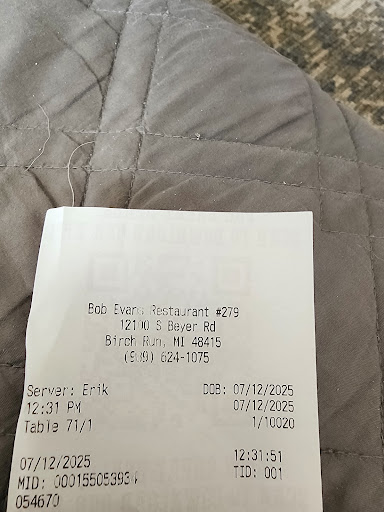 Bob Evans Restaurant #279
12100 S Beyer Rd
Birch Run, MI 48415
(989) 624-1075
Server: Erik DOB: 07/12/2025
12:31 PM 07/12/2025
Table 71/1 1/10020
07/12/2025 12:31:51
MID: TID: 001
054670